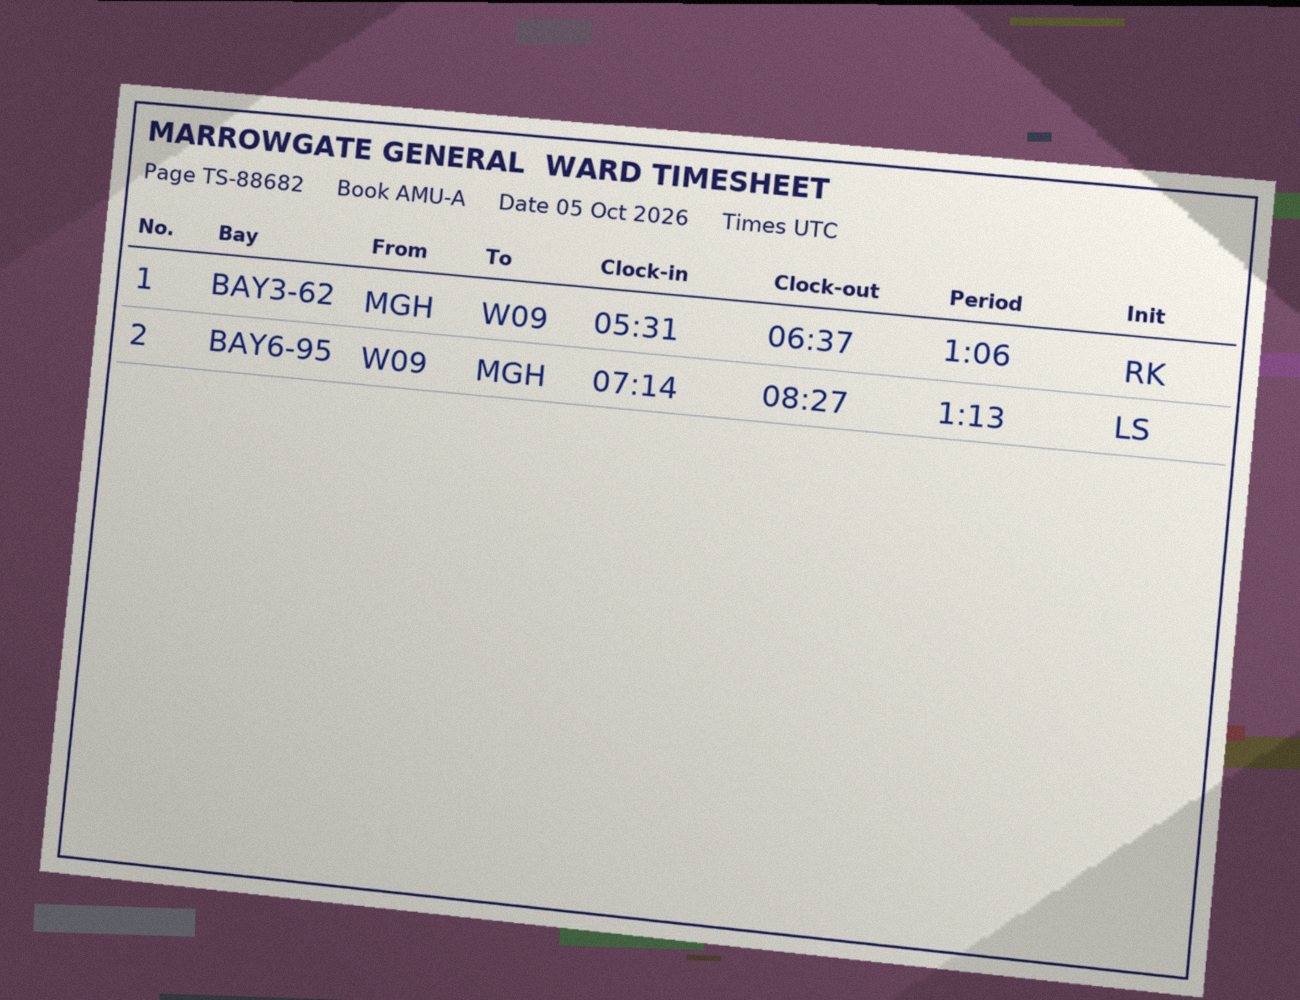 MARROWGATE GENERAL WARD TIMESHEET
Page TS-88682 Book AMU-A Date 05 Oct 2026 Times UTC
No. Bay From To Clock-in Clock-out Period Init
1 BAY3-62 MGH W09 05:31 06:37 1:06 RK
2 BAY6-95 W09 MGH 07:14 08:27 1:13 LS